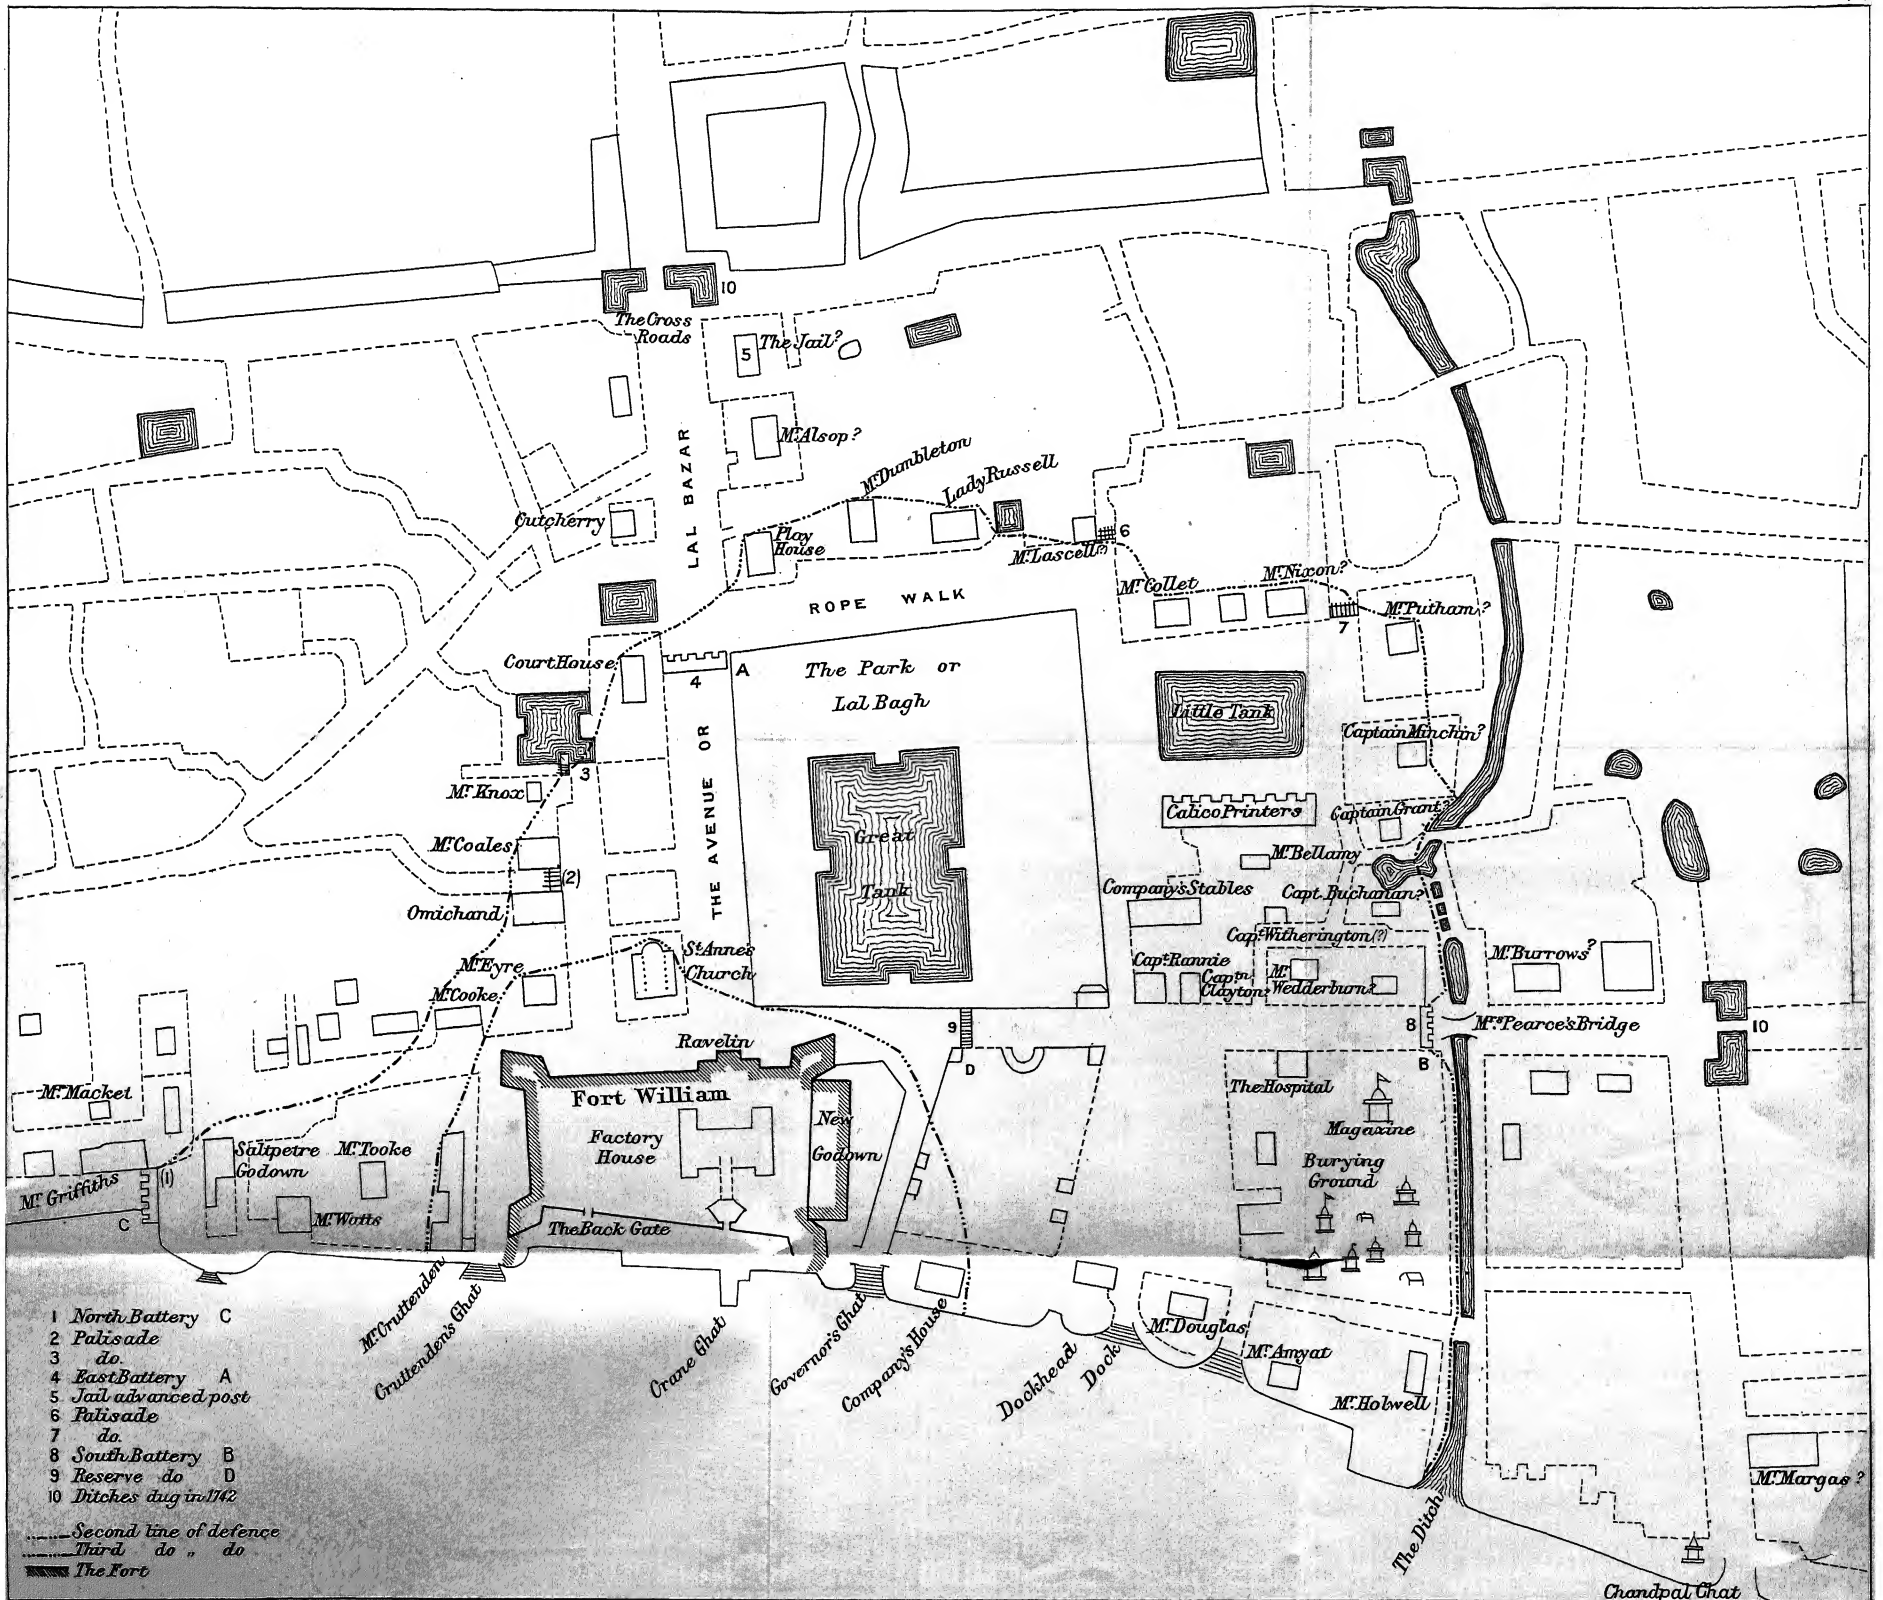 10
The Cross
Roads
5
The Jail?
Mr. Alsop?
LAL BAZAR
Mr. Dumbleton
Lady Russell
Cutcherry
Play
House
6
Mr. Lascell(?)
Mr. Collet
Mr. Nixon?
ROPE WALK
7
Mr. Putham?
Court House
A
4
The Park or
Lal Bagh
Little Tank
Captain Minchin?
THE AVENUE OR
3
Mr. Knox
Calico Printers
Captain Grant?
Great
Tank
Mr. Coales
(2)
Mr. Bellamy
Company's Stables
Capt. Buchanan?
Omichand
Capt. Witherington(?)
St. Anne's
Church
Mr. Eyre
Capt. Rannie
Captn.
Clayton?
Mr.
Wedderburn?
Mr. Burrows?
Mr. Cooke
9
D
8
B
Mrs. Pearce's Bridge
10
Ravelin
Fort William
Mr. Macket
The Hospital
New
Godown
Magazine
Factory
House
Saltpetre
Godown
Mr. Tooke
Burying
Ground
Mr. Griffiths
(1)
C
Mr. Watts
The Back Gate
Mr. Cruttenden
Cruttenden's Ghat
Crane Ghat
Governor's Ghat
Company's House
Dockhead
Dock
Mr. Douglas
Mr. Amyat
Mr. Holwell
The Ditch
Mr. Margas?
Chandpal Ghat
1 North Battery C
2 Palisade
3 do.
4 East Battery A
5 Jail advanced post
6 Palisade
7 do.
8 South Battery B
9 Reserve do D
10 Ditches dug in 1742
Second line of defence
Third do „ do
The Fort